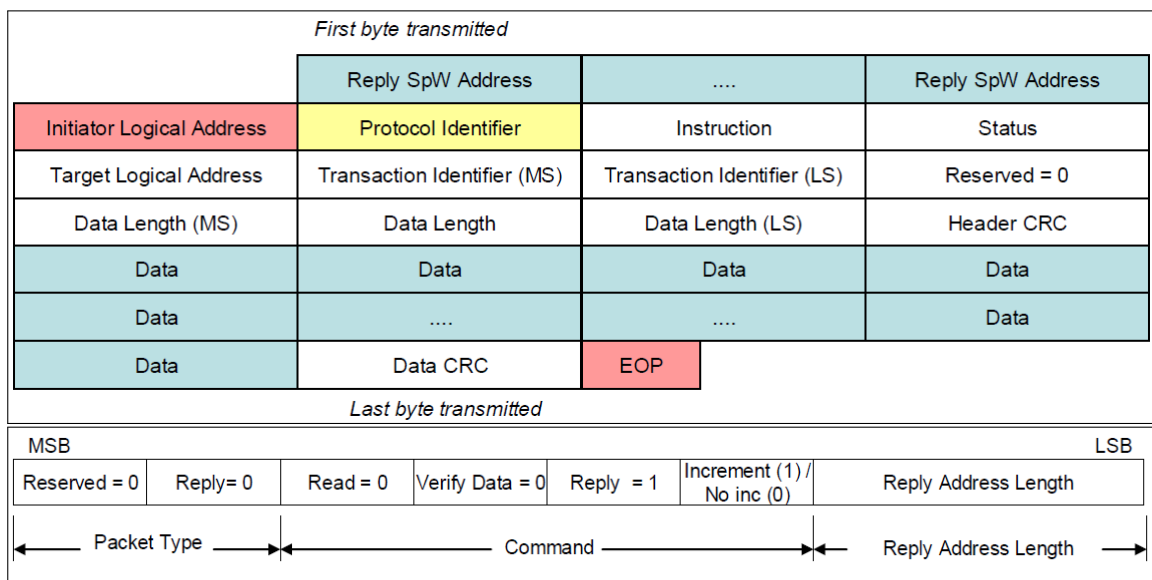 First byte transmitted
Reply SpW Address .... Reply SpW Address
Initiator Logical Address Protocol Identifier Instruction Status
Target Logical Address Transaction Identifier (MS) Transaction Identifier (LS) Reserved = 0
Data Length (MS) Data Length Data Length (LS) Header CRC
Data Data Data Data
Data .... .... Data
Data Data CRC EOP
Last byte transmitted
MSB LSB
Reserved = 0 Reply= 0 Read = 0 Verify Data = 0 Reply = 1 Increment (1) /
No inc (0) Reply Address Length
Packet Type Command Reply Address Length